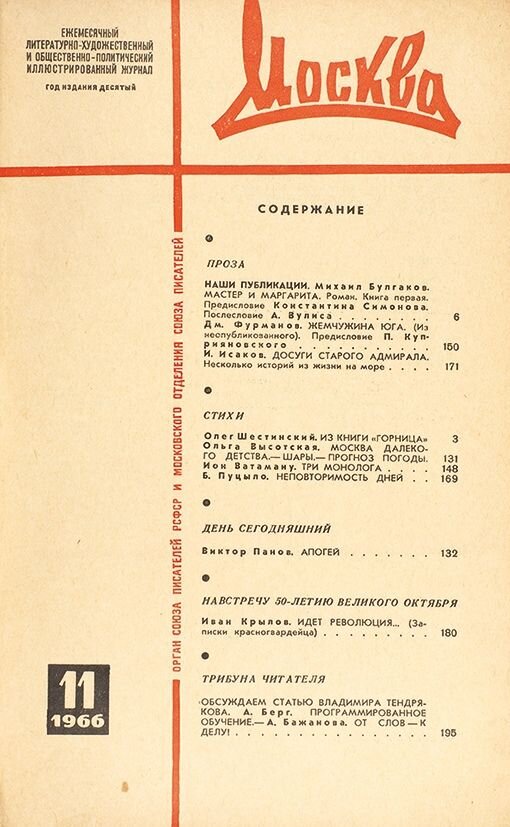 ЕЖЕМЕСЯЧНЫЙ
ЛИТЕРАТУРНО-ХУДОЖЕСТВЕННЫЙ
И ОБЩЕСТВЕННО-ПОЛИТИЧЕСКИЙ
ИЛЛЮСТРИРОВАННЫЙ ЖУРНАЛ
ГОД ИЗДАНИЯ ДЕСЯТЫЙ
Москва
ОРГАН СОЮЗА ПИСАТЕЛЕЙ РСФСР И МОСКОВСКОГО ОТДЕЛЕНИЯ СОЮЗА ПИСАТЕЛЕЙ
СОДЕРЖАНИЕ
ПРОЗА
НАШИ ПУБЛИКАЦИИ. Михаил Булгаков.
МАСТЕР И МАРГАРИТА. Роман. Книга первая.
Предисловие Константина Симонова.
Послесловие А. Вулиса . . . . . . . . . . 6
Дм. Фурманов. ЖЕМЧУЖИНА ЮГА. (Из
неопубликованного). Предисловие П. Куп-
рияновского . . . . . . . . . . 150
И. Исаков. ДОСУГИ СТАРОГО АДМИРАЛА.
Несколько историй из жизни на море . . . . 171
СТИХИ
Олег Шестинский. ИЗ КНИГИ «ГОРНИЦА» 3
Ольга Высотская. МОСКВА ДАЛЕКО-
ГО ДЕТСТВА.— ШАРЫ.— ПРОГНОЗ ПОГОДЫ. 131
Ион Ватаману. ТРИ МОНОЛОГА . . . . 148
Б. Пуцыло. НЕПОВТОРИМОСТЬ ДНЕЙ . . 169
ДЕНЬ СЕГОДНЯШНИЙ
Виктор Панов. АПОГЕЙ . . . . . . . 132
НАВСТРЕЧУ 50-ЛЕТИЮ ВЕЛИКОГО ОКТЯБРЯ
Иван Крылов. ИДЕТ РЕВОЛЮЦИЯ... (За-
писки красногвардейца) . . . . . . . . . 180
ТРИБУНА ЧИТАТЕЛЯ
ОБСУЖДАЕМ СТАТЬЮ ВЛАДИМИРА ТЕНДРЯ-
КОВА. А. Берг. ПРОГРАММИРОВАННОЕ
ОБУЧЕНИЕ.— А. Бажанова. ОТ СЛОВ — К
ДЕЛУ! . . . . . . . . . . . . . . . 195
11
1966